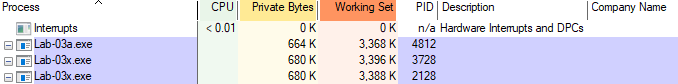 Process CPU Private Bytes Working Set PID Description Company Name
Interrupts < 0.01 0 K 0 K n/a Hardware Interrupts and DPCs
Lab-03a.exe 664 K 3,368 K 4812
Lab-03x.exe 680 K 3,396 K 3728
Lab-03x.exe 680 K 3,388 K 2128